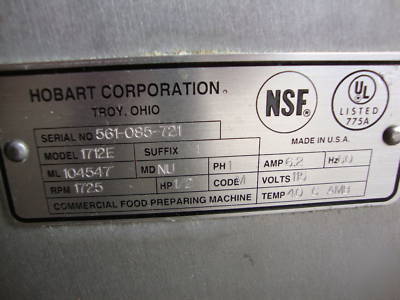 HOBART CORPORATION®
TROY, OHIO
NSF®
UL ®
LISTED
775A
SERIAL NO 561-085-721
MADE IN U.S.A.
MODEL 1712E SUFFIX
ML 104547 MD NU PH 1 AMP 6.2 Hz 60
RPM 1725 HP 1/2 CODE M VOLTS 115
COMMERCIAL FOOD PREPARING MACHINE TEMP 40 C AMB